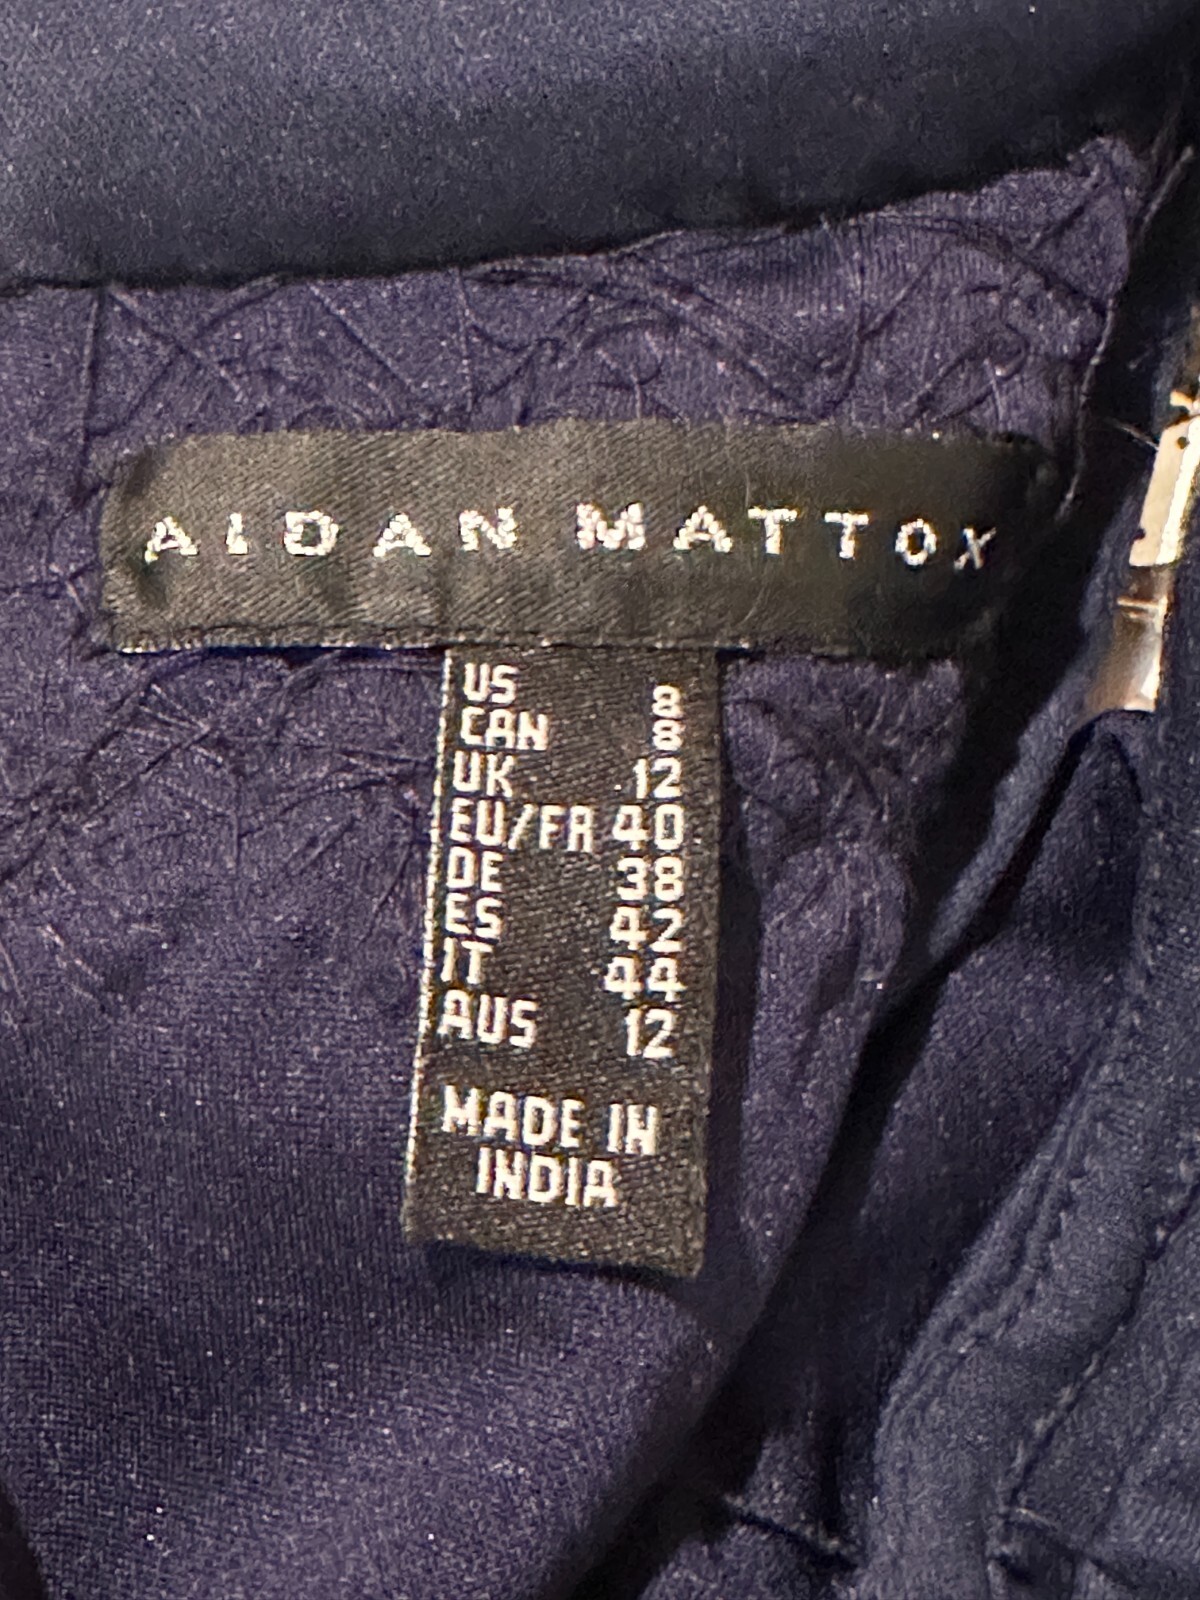 AIDAN MATTOX
US 8
CAN 8
UK 12
EU/FR 40
DE 38
ES 42
IT 44
AUS 12
MADE IN
INDIA